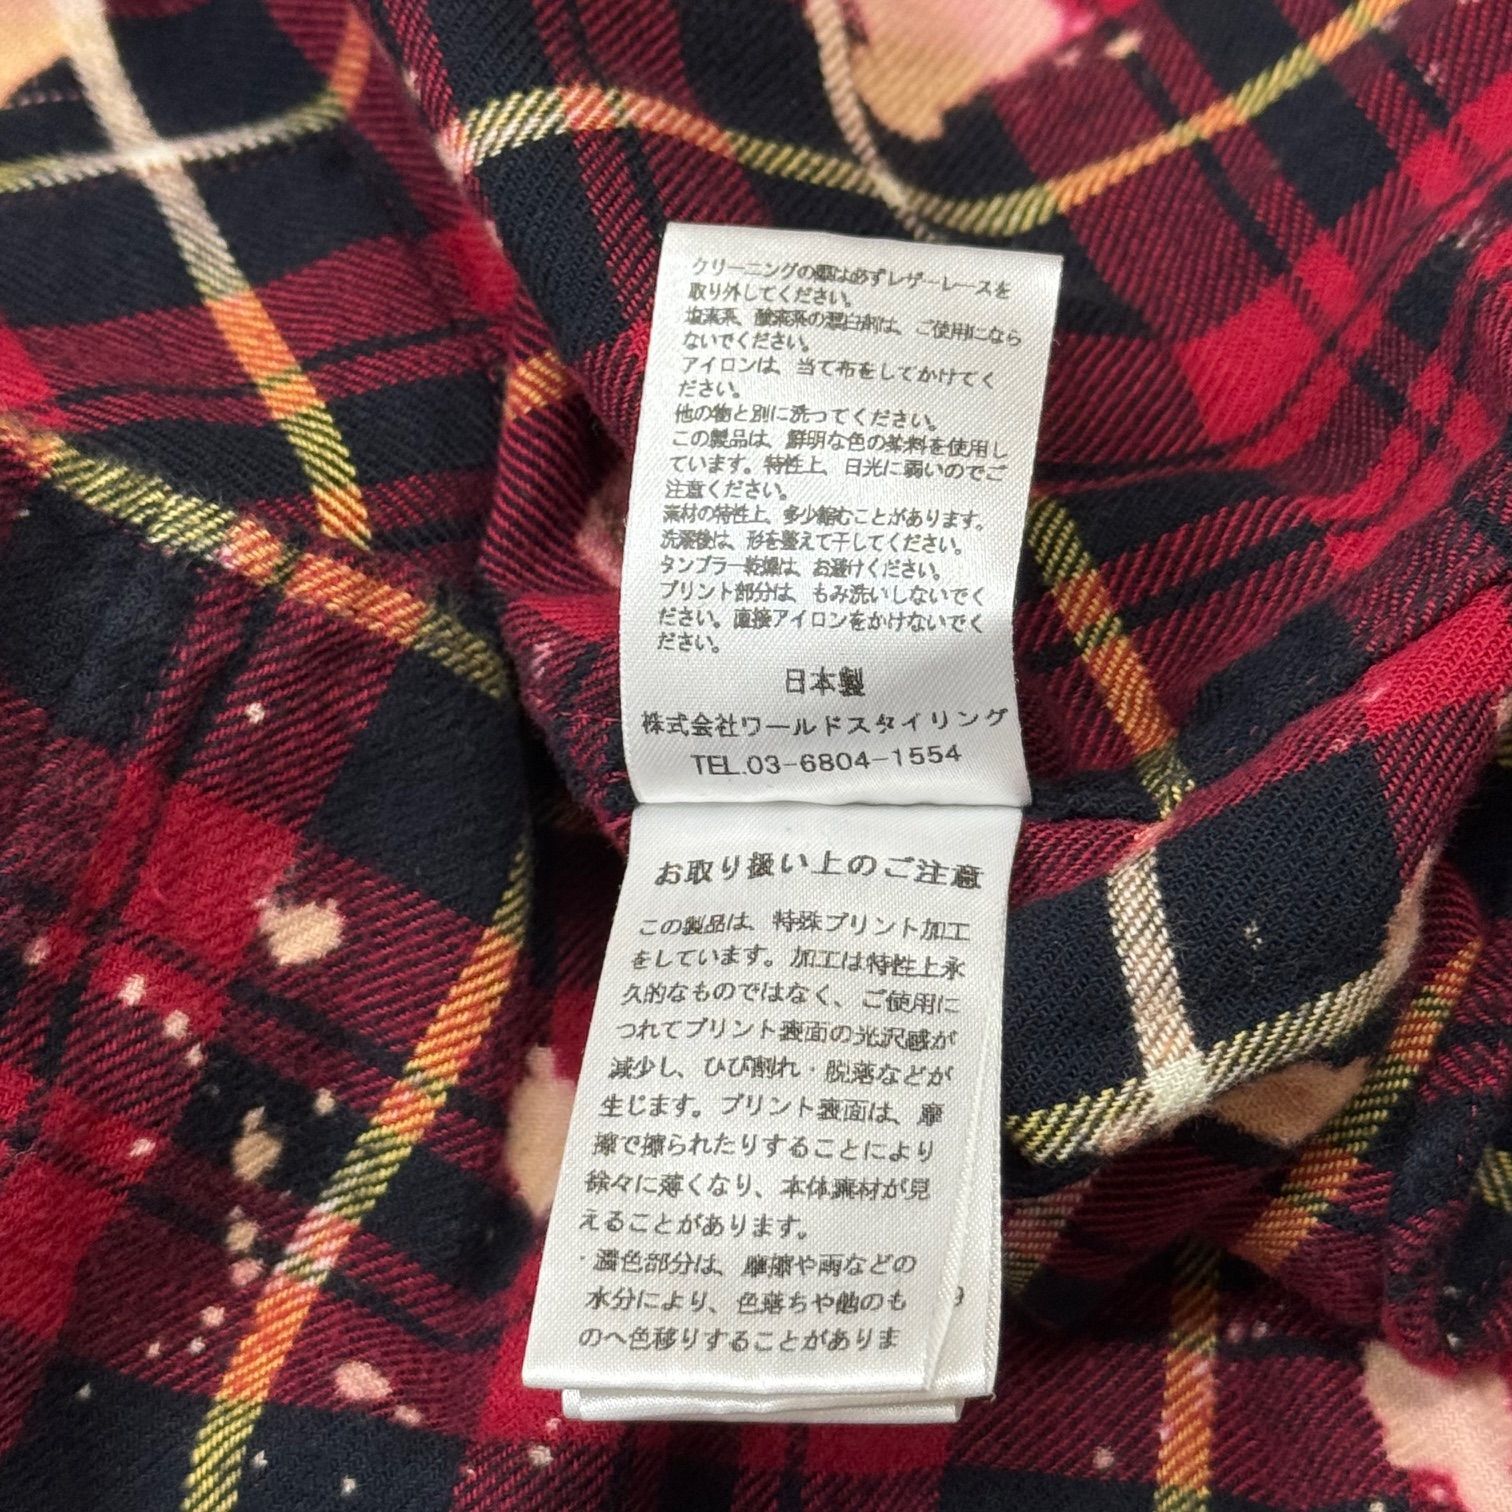 クリーニングの際は必ずレザーレースを
取り外してください。
塩素系、酸素系の漂白剤は、ご使用になら
ないでください。
アイロンは、当て布をしてかけてく
ださい。
他の物と別に洗ってください。
この製品は、鮮明な色の染料を使用し
ています。特性上、日光に弱いのでご
注意ください。
素材の特性上、多少縮むことがあります。
洗濯後は、形を整えて干してください。
タンブラー乾燥は、お避けください。
プリント部分は、もみ洗いしないでく
ださい。直接アイロンをかけないでく
ださい。
日本製
株式会社ワールドスタイリング
TEL.03-6804-1554
お取り扱い上のご注意
この製品は、特殊プリント加工
をしています。加工は特性上永
久的なものではなく、ご使用に
つれてプリント表面の光沢感が
減少し、ひび割れ・脱落などが
生じます。プリント表面は、摩
擦で擦られたりすることにより
徐々に薄くなり、本体素材が見
えることがあります。
・濃色部分は、摩擦や雨などの
水分により、色落ちや他のも
のへ色移りすることがありま